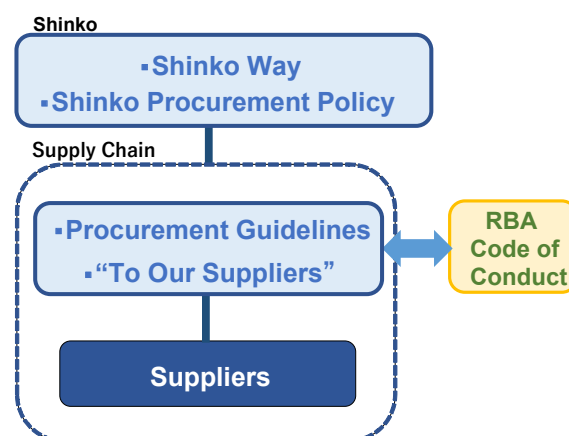 Shinko
▪Shinko Way
▪Shinko Procurement Policy
Supply Chain
▪Procurement Guidelines
▪“To Our Suppliers”
RBA
Code of
Conduct
Suppliers